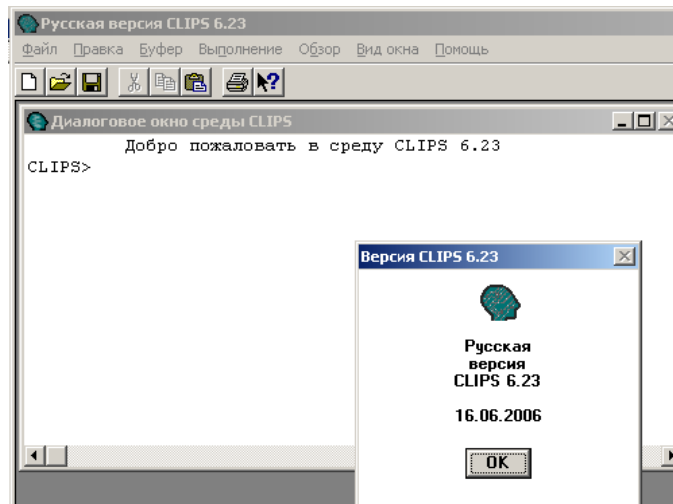 Русская версия CLIPS 6.23
Файл Правка Буфер Выполнение Обзор Вид окна Помощь
Диалоговое окно среды CLIPS
Добро пожаловать в среду CLIPS 6.23
CLIPS>
Версия CLIPS 6.23
Русская
версия
CLIPS 6.23
16.06.2006
OK